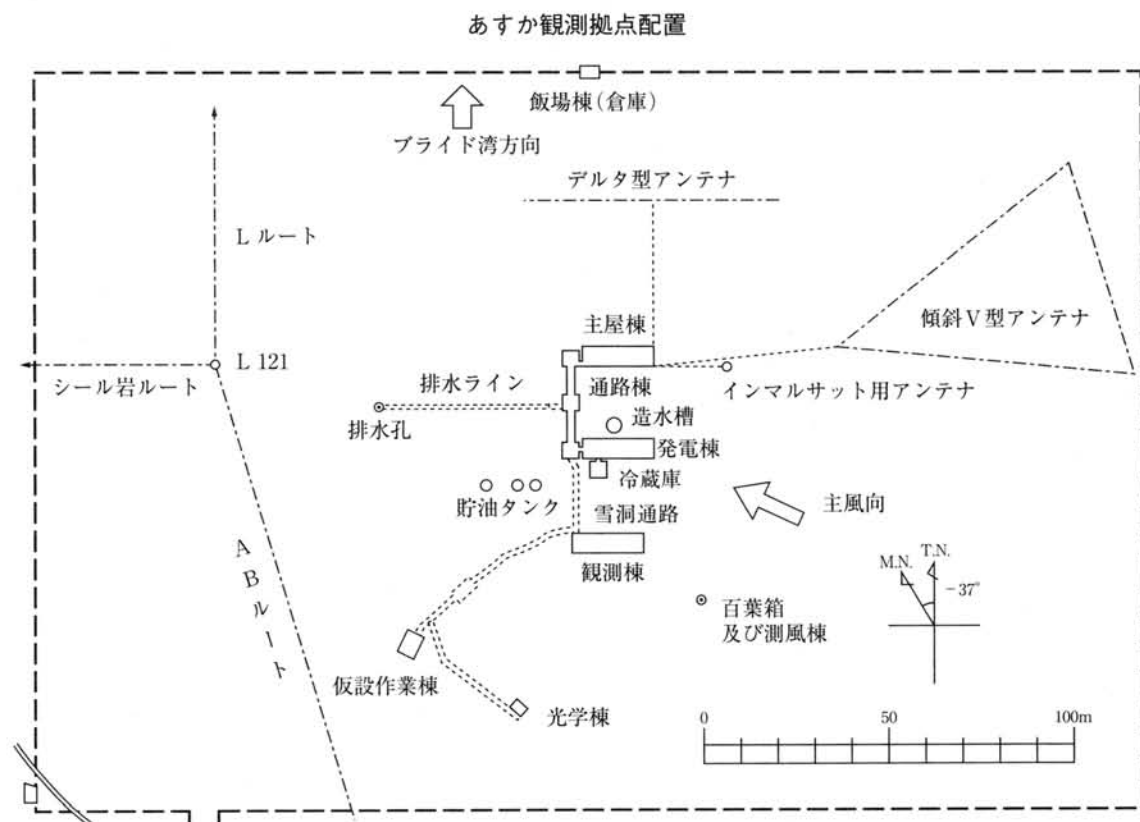 あすか観測拠点配置
飯場棟(倉庫)
ブライド湾方向
デルタ型アンテナ
L ルート
傾斜V型アンテナ
主屋棟
L 121
シール岩ルート
排水ライン
通路棟
インマルサット用アンテナ
造水槽
排水孔
発電棟
冷蔵庫
貯油タンク
雪洞通路
主風向
観測棟
ABルート
M.N.
T.N.
-37°
百葉箱
及び測風棟
仮設作業棟
光学棟
0
50
100m